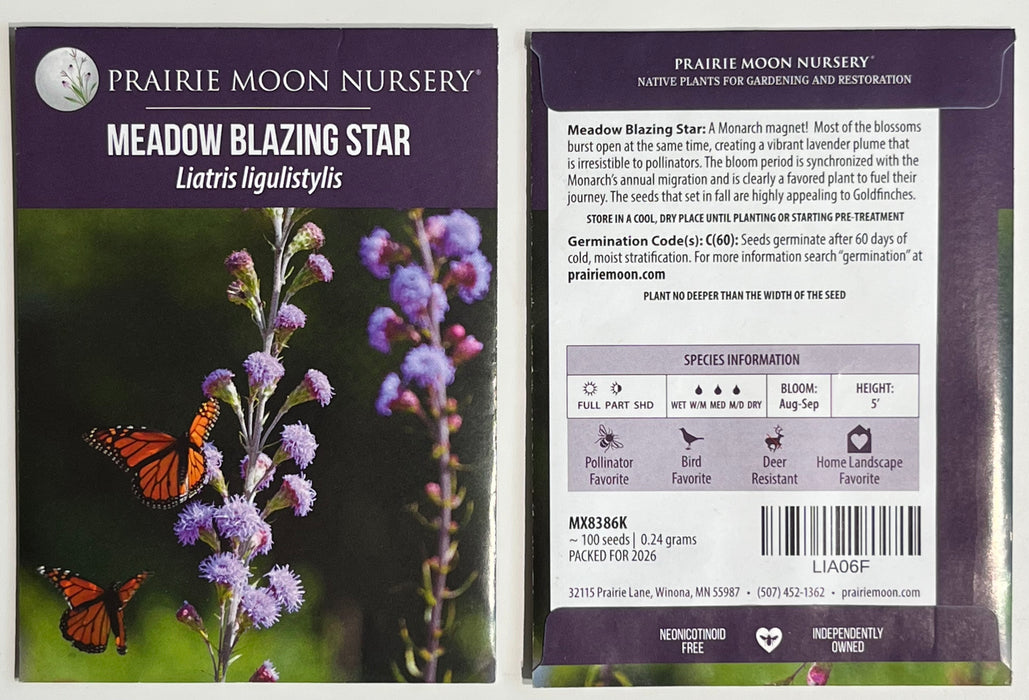 PRAIRIE MOON NURSERY®
MEADOW BLAZING STAR
Liatris ligulistylis
PRAIRIE MOON NURSERY®
NATIVE PLANTS FOR GARDENING AND RESTORATION
Meadow Blazing Star: A Monarch magnet! Most of the blossoms
burst open at the same time, creating a vibrant lavender plume that
is irresistible to pollinators. The bloom period is synchronized with the
Monarch's annual migration and is clearly a favored plant to fuel their
journey. The seeds that set in fall are highly appealing to Goldfinches.
STORE IN A COOL, DRY PLACE UNTIL PLANTING OR STARTING PRE-TREATMENT
Germination Code(s): C(60): Seeds germinate after 60 days of
cold, moist stratification. For more information search "germination" at
prairiemoon.com
PLANT NO DEEPER THAN THE WIDTH OF THE SEED
SPECIES INFORMATION
FULL PART SHD
WET W/M MED M/D DRY
BLOOM:
Aug-Sep
HEIGHT:
5'
Pollinator
Favorite
Bird
Favorite
Deer
Resistant
Home Landscape
Favorite
MX8386K
~ 100 seeds | 0.24 grams
PACKED FOR 2026
LIA06F
32115 Prairie Lane, Winona, MN 55987 • (507) 452-1362 • prairiemoon.com
NEONICOTINOID
FREE
INDEPENDENTLY
OWNED